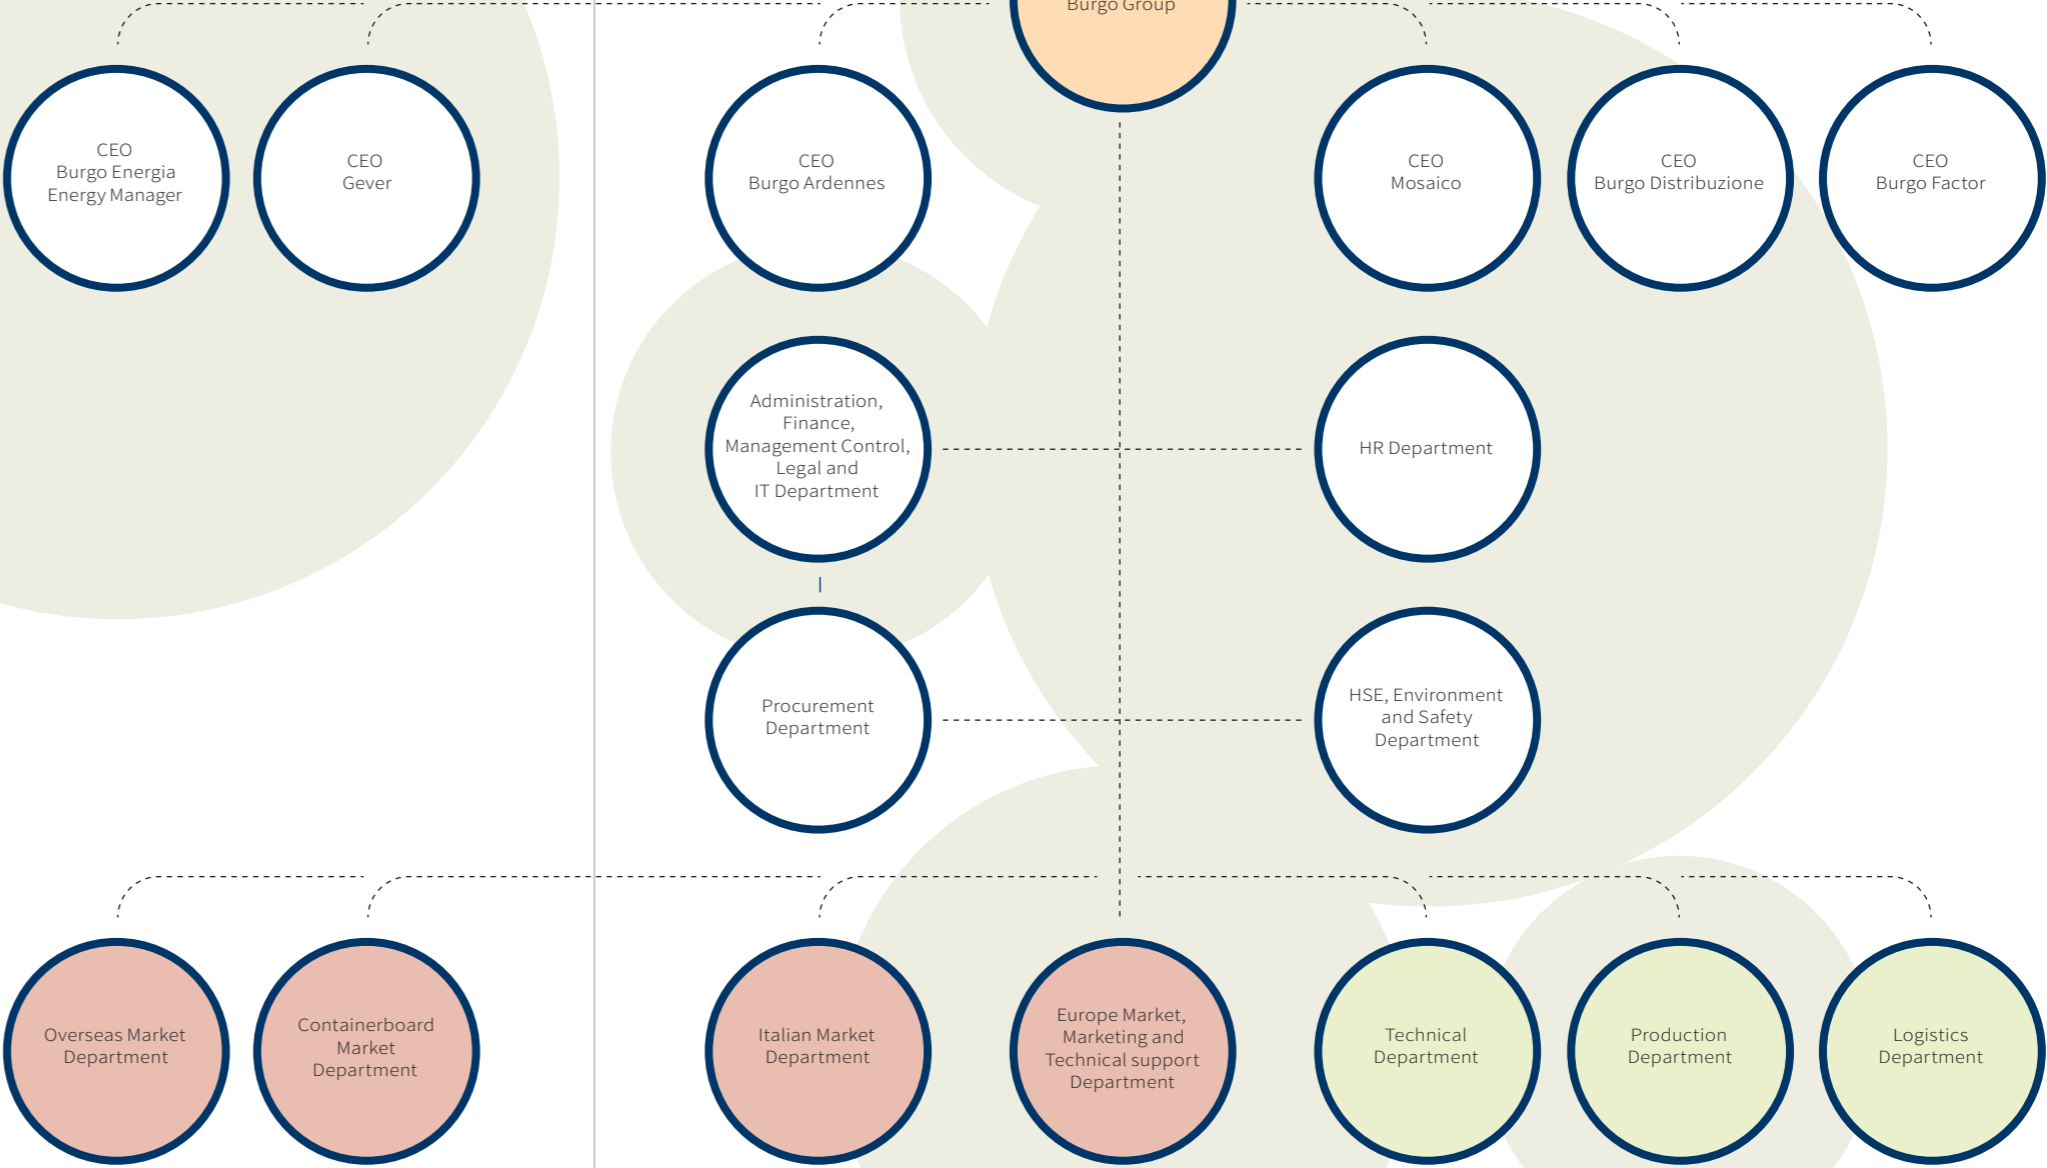 Burgo Group
CEO
Burgo Energia
Energy Manager
CEO
Gever
CEO
Burgo Ardennes
CEO
Mosaico
CEO
Burgo Distribuzione
CEO
Burgo Factor
Administration,
Finance,
Management Control,
Legal and
IT Department
HR Department
Procurement
Department
HSE, Environment
and Safety
Department
Overseas Market
Department
Containerboard
Market
Department
Italian Market
Department
Europe Market,
Marketing and
Technical support
Department
Technical
Department
Production
Department
Logistics
Department